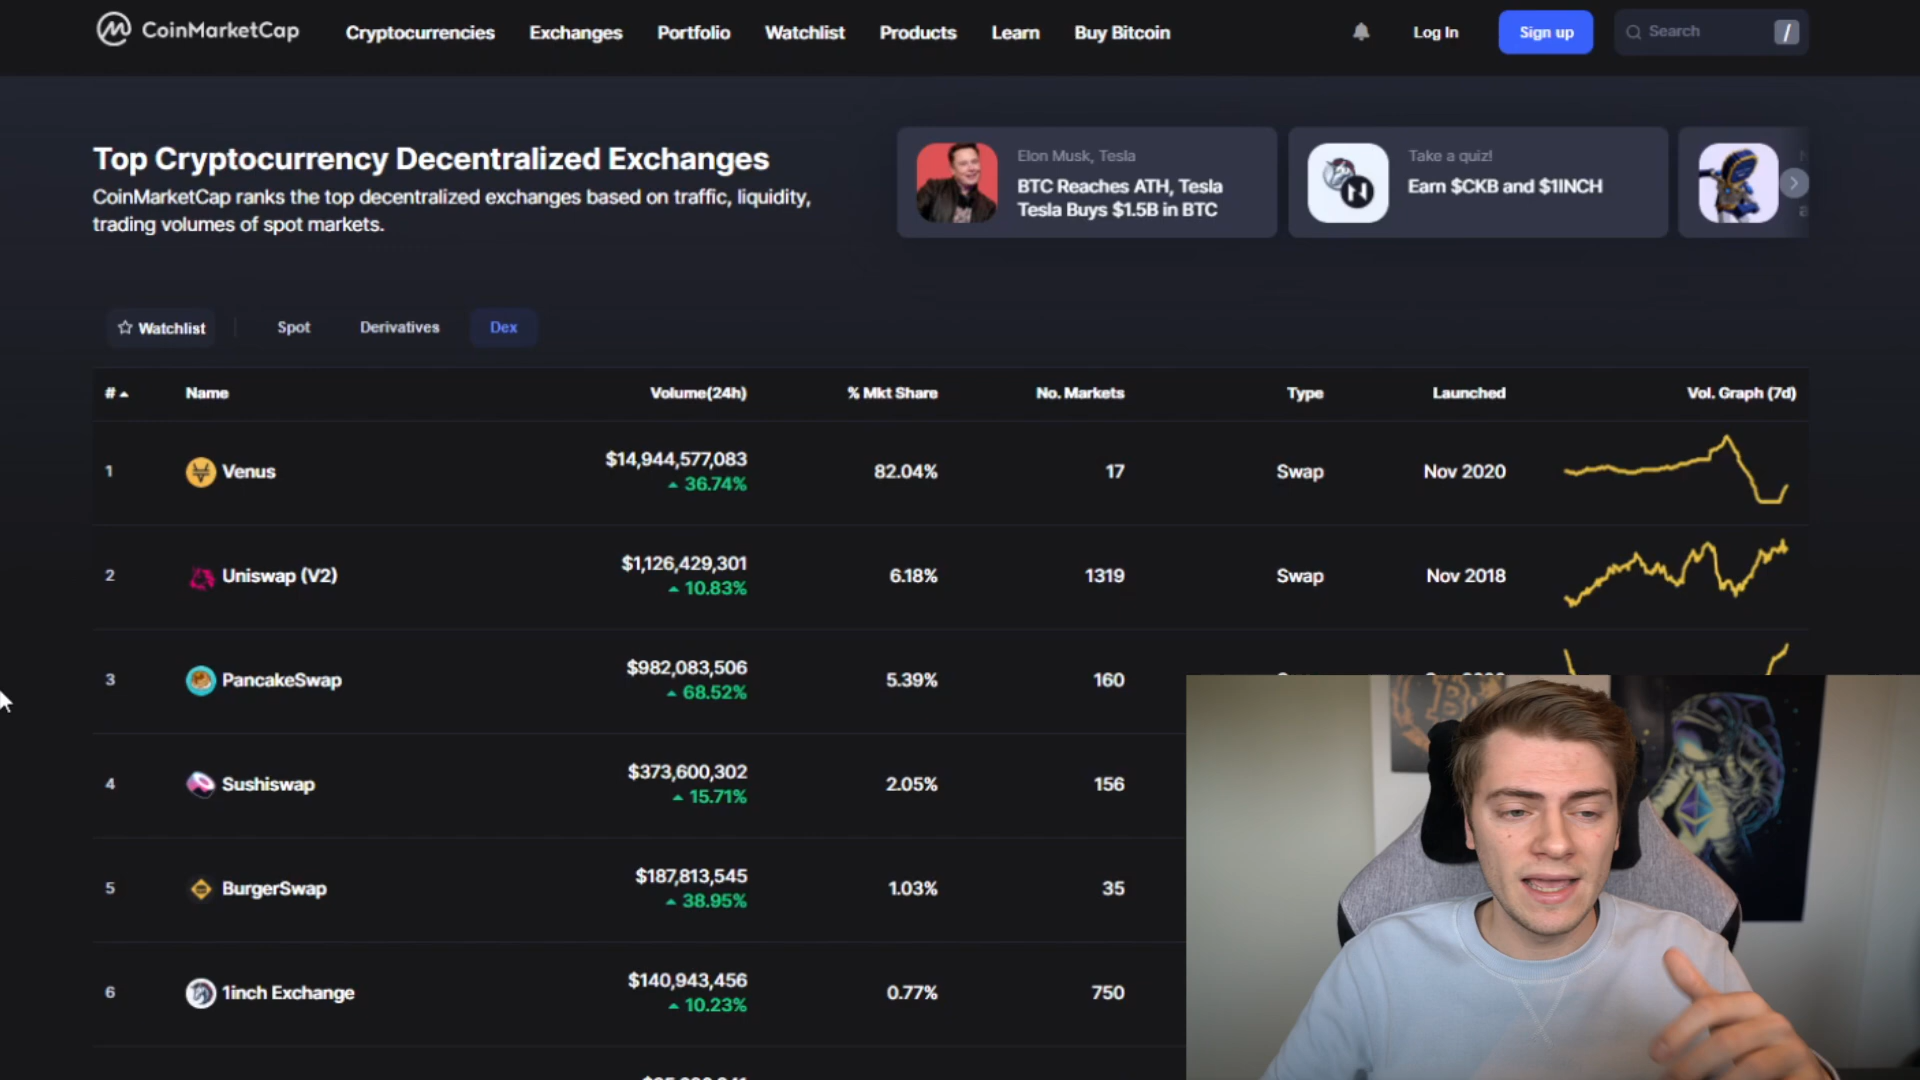 CoinMarketCap Cryptocurrencies Exchanges Portfolio Watchlist Products Learn Buy Bitcoin Log In Sign up Search /
Top Cryptocurrency Decentralized Exchanges
CoinMarketCap ranks the top decentralized exchanges based on traffic, liquidity,
trading volumes of spot markets.
Elon Musk, Tesla
BTC Reaches ATH, Tesla
Tesla Buys $1.5B in BTC
Take a quiz!
Earn $CKB and $1INCH
Watchlist Spot Derivatives Dex
# Name Volume(24h) % Mkt Share No. Markets Type Launched Vol. Graph (7d)
1 Venus $14,944,577,083 82.04% 17 Swap Nov 2020
36.74%
2 Uniswap (V2) $1,126,429,301 6.18% 1319 Swap Nov 2018
10.83%
3 PancakeSwap $982,083,506 5.39% 160
68.52%
4 Sushiswap $373,600,302 2.05% 156
15.71%
5 BurgerSwap $187,813,545 1.03% 35
38.95%
6 1inch Exchange $140,943,456 0.77% 750
10.23%